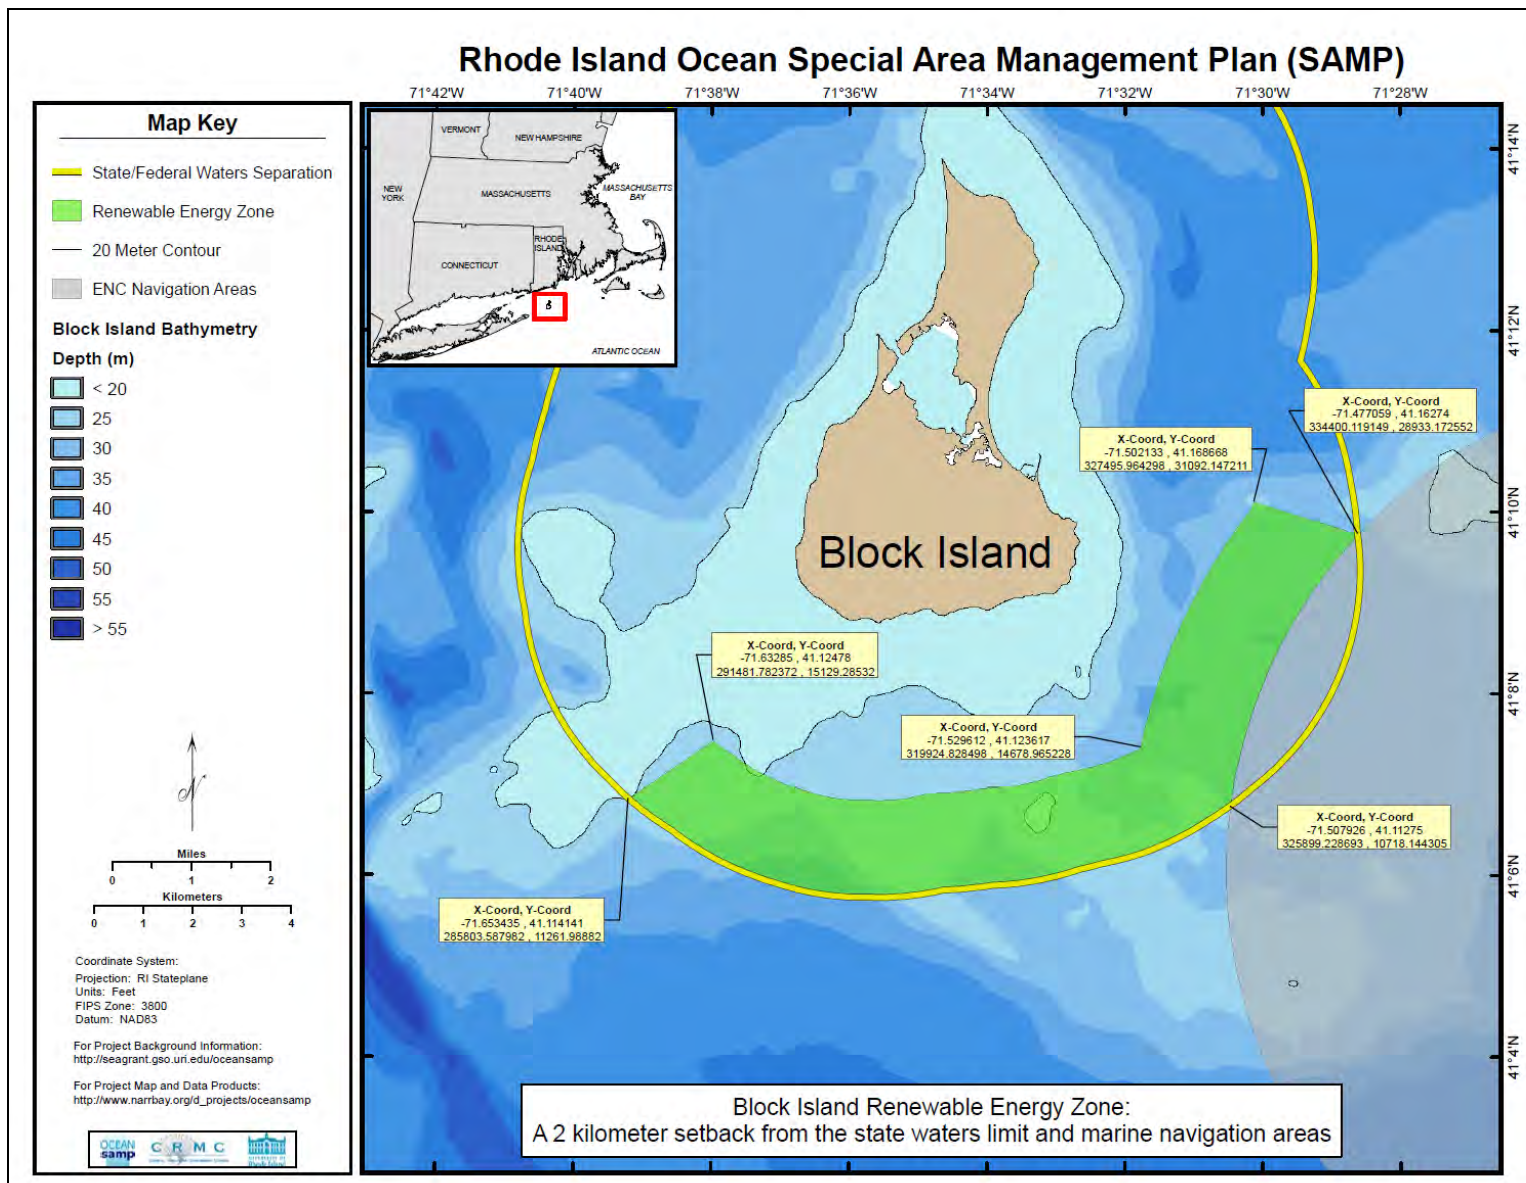 Rhode Island Ocean Special Area Management Plan (SAMP)
71°42'W 71°40'W 71°38'W 71°36'W 71°34'W 71°32'W 71°30'W 71°28'W
Map Key
State/Federal Waters Separation
Renewable Energy Zone
20 Meter Contour
ENC Navigation Areas
Block Island Bathymetry
Depth (m)
< 20
25
30
35
40
45
50
55
> 55
N
Miles
0 1 2
Kilometers
0 1 2 3 4
Coordinate System:
Projection: RI Stateplane
Units: Feet
FIPS Zone: 3800
Datum: NAD83
For Project Background Information:
http://seagrant.gso.uri.edu/oceansamp
For Project Map and Data Products:
http://www.narrbay.org/d_projects/oceansamp
OCEAN
samp
C R M C
VERMONT
NEW HAMPSHIRE
NEW
YORK
MASSACHUSETTS
MASSACHUSETTS
BAY
RHODE
ISLAND
CONNECTICUT
ATLANTIC OCEAN
X-Coord, Y-Coord
-71.477059 , 41.16274
334400.119149 , 28933.172552
X-Coord, Y-Coord
-71.502133 , 41.168668
327495.964298 , 31092.147211
Block Island
X-Coord, Y-Coord
-71.63285 , 41.12478
291481.782372 , 15129.28532
X-Coord, Y-Coord
-71.529612 , 41.123617
319924.828498 , 14678.965228
X-Coord, Y-Coord
-71.507926 , 41.11275
325899.228693 , 10718.144305
X-Coord, Y-Coord
-71.653435 , 41.114141
285803.587982 , 11261.98882
41°14'N
41°12'N
41°10'N
41°8'N
41°6'N
41°4'N
Block Island Renewable Energy Zone:
A 2 kilometer setback from the state waters limit and marine navigation areas